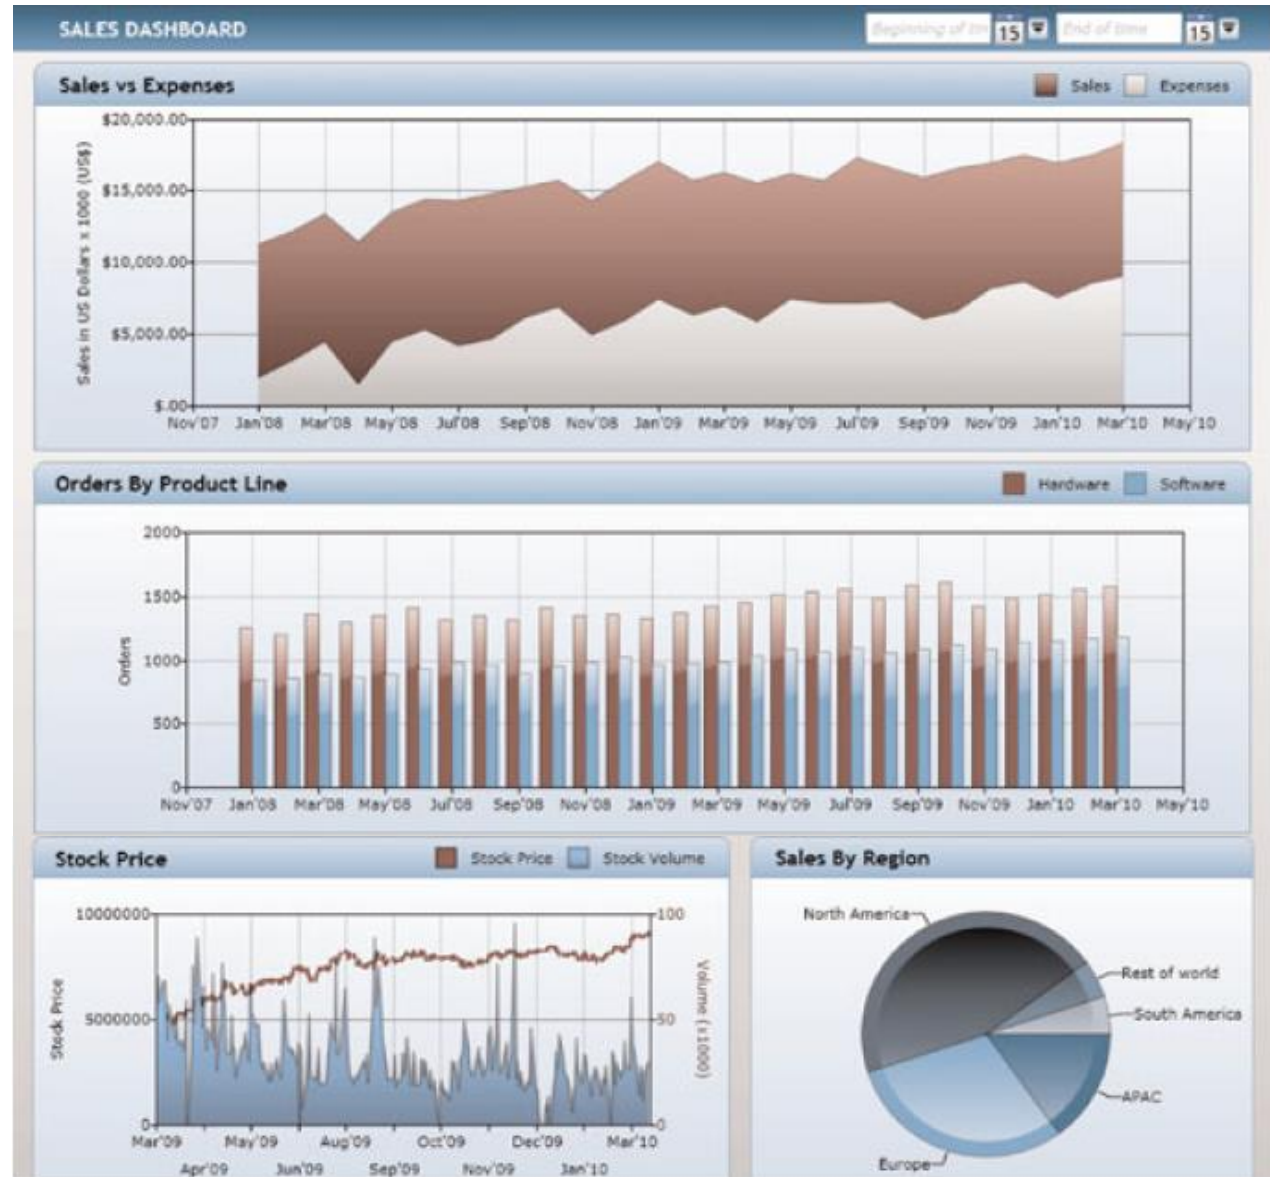 SALES DASHBOARD
Beginning of tim
15
End of time
15
Sales vs Expenses
Sales
Expenses
Sales in US Dollars x 1000 (US$)
$20,000.00
$15,000.00
$10,000.00
$5,000.00
$.00
Nov'07 Jan'08 Mar'08 May'08 Jul'08 Sep'08 Nov'08 Jan'09 Mar'09 May'09 Jul'09 Sep'09 Nov'09 Jan'10 Mar'10 May'10
Orders By Product Line
Hardware
Software
Orders
2000
1500
1000
500
0
Nov'07 Jan'08 Mar'08 May'08 Jul'08 Sep'08 Nov'08 Jan'09 Mar'09 May'09 Jul'09 Sep'09 Nov'09 Jan'10 Mar'10 May'10
Stock Price
Stock Price
Stock Volume
Stock Price
10000000
5000000
0
100
50
0
Volume (x1000)
Mar'09 May'09 Aug'09 Oct'09 Dec'09 Mar'10
Apr'09 Jun'09 Sep'09 Nov'09 Jan'10
Sales By Region
North America
Rest of world
South America
APAC
Europe